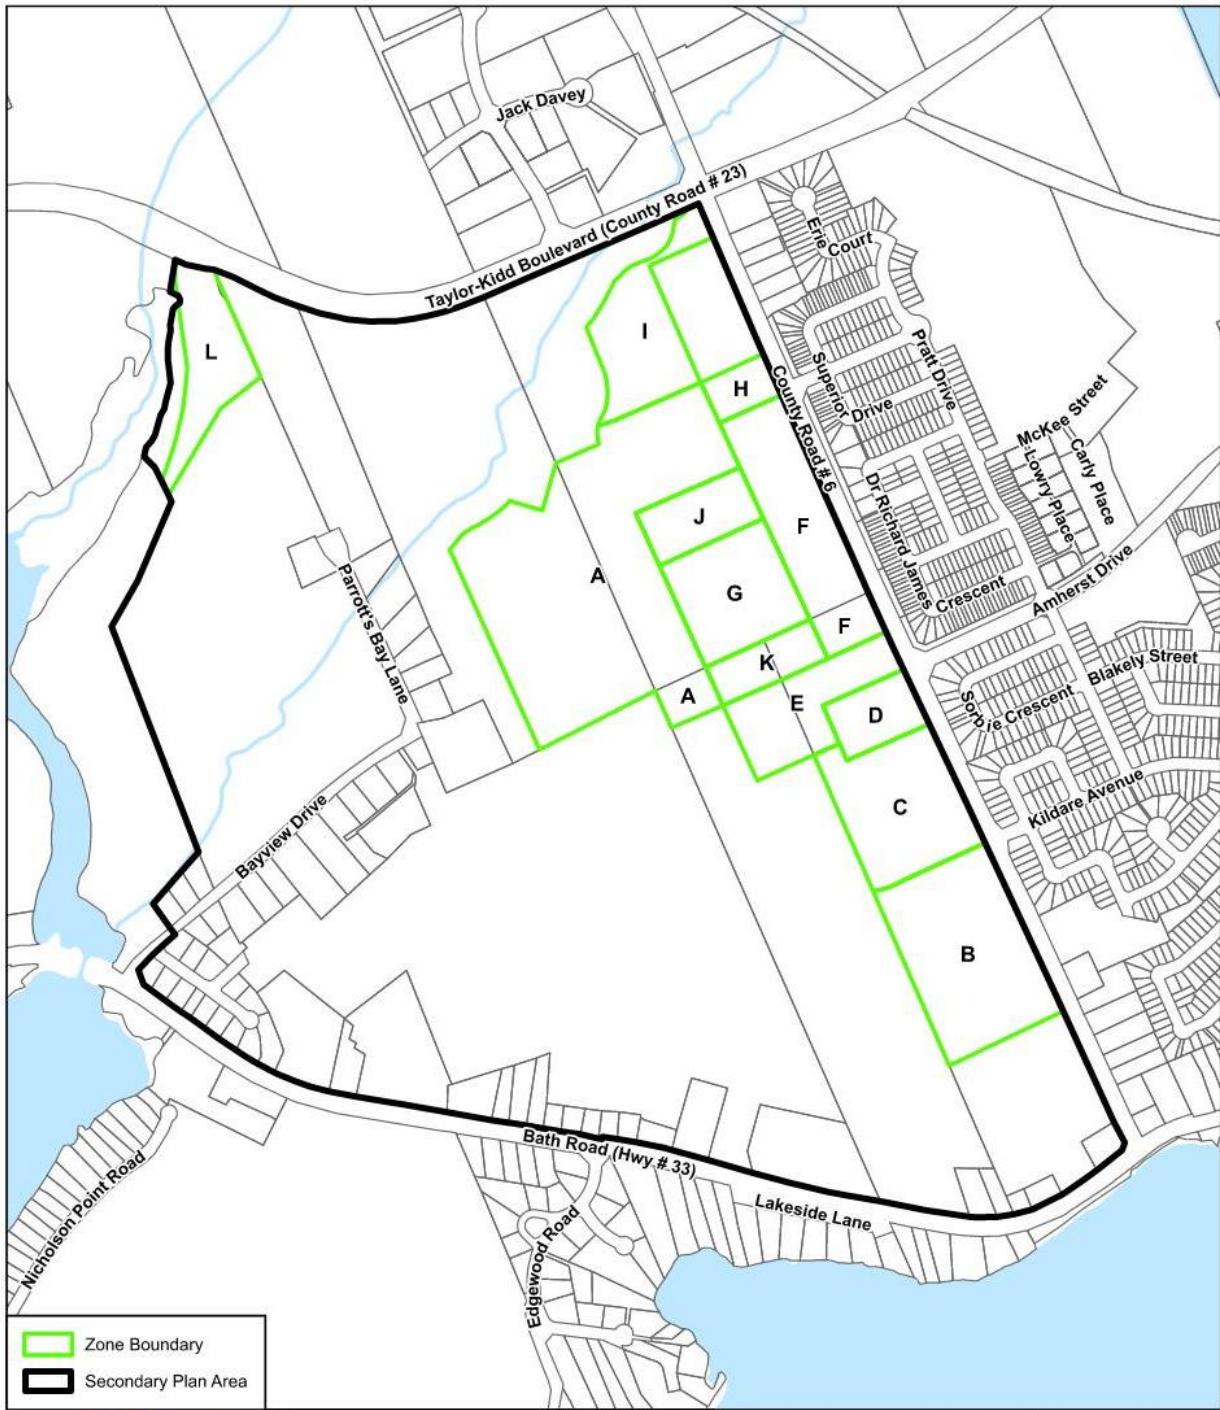 Jack Davey
Taylor-Kidd Boulevard (County Road # 23)
Erie
Court
L
I
H
Superior
Drive
Pratt Drive
County Road # 6
McKee Street
Lowry Place
Carly Place
Dr Richard James
Crescent
Amherst Drive
J
F
A
G
Parrott's Bay Lane
F
K
A
E
D
Blakely Street
Sorbie Crescent
C
Kildare Avenue
Bayview Drive
B
Bath Road (Hwy # 33)
Nicholson Point Road
Lakeside Lane
Edgewood Road
Zone Boundary
Secondary Plan Area